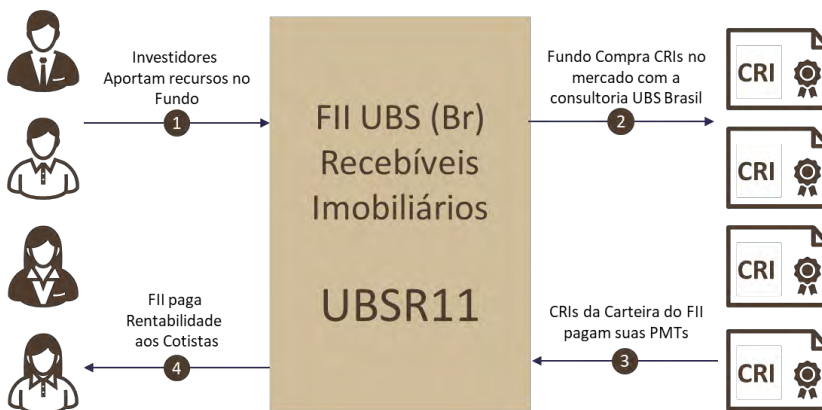 Investidores
Aportam recursos no
Fundo
1
FII UBS (Br)
Recebíveis
Imobiliários
UBSR11
Fundo Compra CRIs no
mercado com a
consultoria UBS Brasil
2
CRI
CRI
CRI
CRI
CRIs da Carteira do FII
pagam suas PMTs
3
FII paga
Rentabilidade
aos Cotistas
4